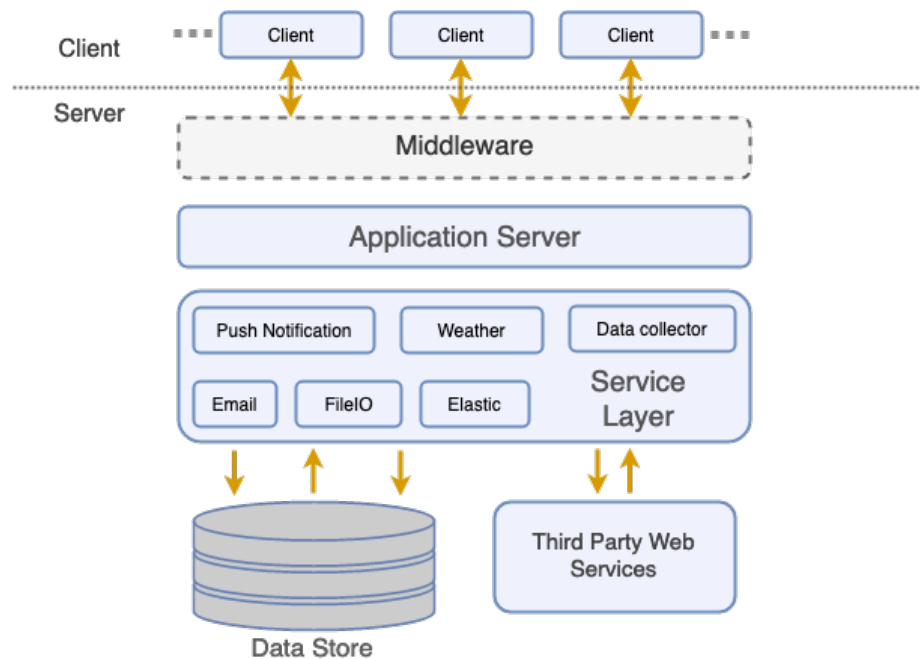 Client
Client
Client
Client
Server
Middleware
Application Server
Push Notification
Weather
Data collector
Email
FileIO
Elastic
Service
Layer
Third Party Web
Services
Data Store